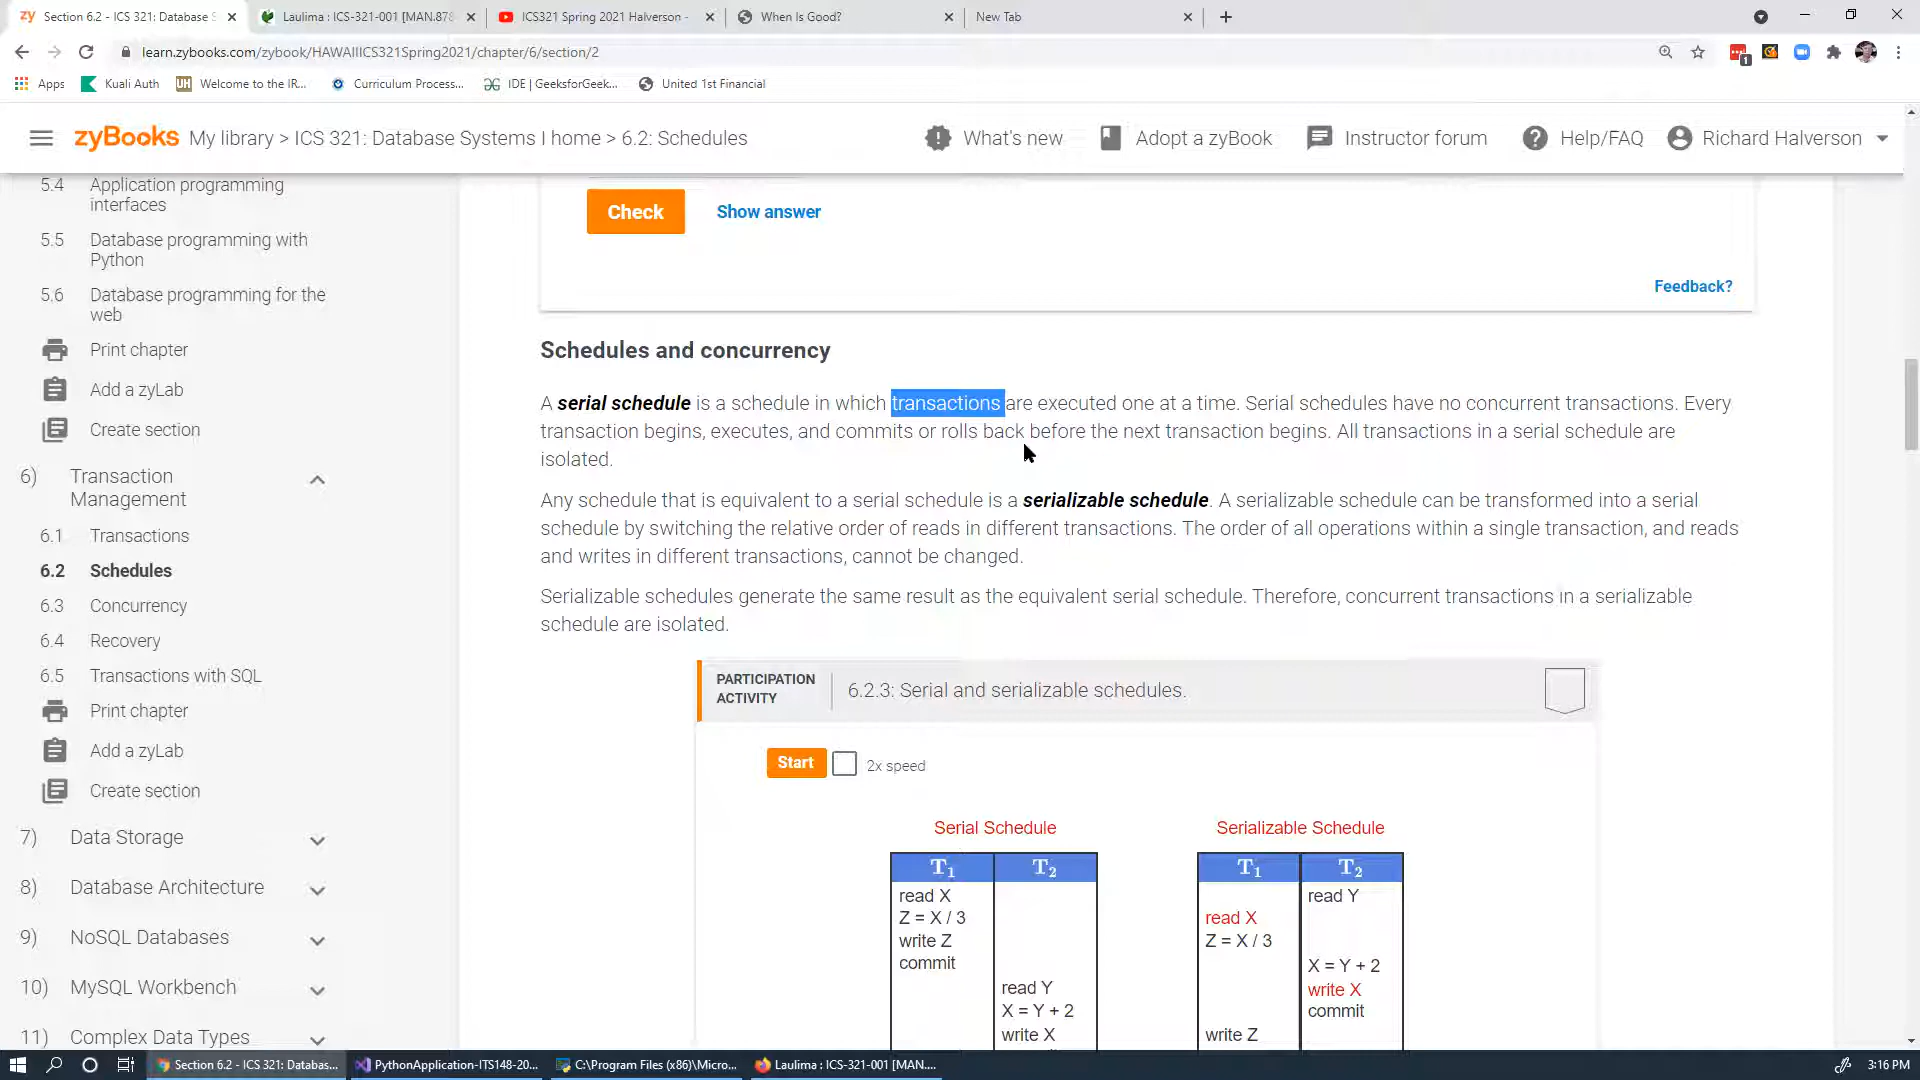 Section 6.2 - ICS 321: Database S
Laulima : ICS-321-001 [MAN.878
ICS321 Spring 2021 Halverson -
When Is Good?
New Tab
learn.zybooks.com/zybook/HAWAIIICS321Spring2021/chapter/6/section/2
Apps
Kuali Auth
Welcome to the IR...
Curriculum Process...
IDE | GeeksforGeek...
United 1st Financial
zyBooks My library > ICS 321: Database Systems I home > 6.2: Schedules
What's new
Adopt a zyBook
Instructor forum
Help/FAQ
Richard Halverson
5.4 Application programming
interfaces
5.5 Database programming with
Python
5.6 Database programming for the
web
Print chapter
Add a zyLab
Create section
6) Transaction
Management
6.1 Transactions
6.2 Schedules
6.3 Concurrency
6.4 Recovery
6.5 Transactions with SQL
Print chapter
Add a zyLab
Create section
7) Data Storage
8) Database Architecture
9) NoSQL Databases
10) MySQL Workbench
11) Complex Data Types
Check
Show answer
Feedback?
Schedules and concurrency
A serial schedule is a schedule in which transactions are executed one at a time. Serial schedules have no concurrent transactions. Every
transaction begins, executes, and commits or rolls back before the next transaction begins. All transactions in a serial schedule are
isolated.
Any schedule that is equivalent to a serial schedule is a serializable schedule. A serializable schedule can be transformed into a serial
schedule by switching the relative order of reads in different transactions. The order of all operations within a single transaction, and reads
and writes in different transactions, cannot be changed.
Serializable schedules generate the same result as the equivalent serial schedule. Therefore, concurrent transactions in a serializable
schedule are isolated.
PARTICIPATION
ACTIVITY
6.2.3: Serial and serializable schedules.
Start
2x speed
Serial Schedule
T1 T2
read X
Z = X / 3
write Z
commit
read Y
X = Y + 2
write X
Serializable Schedule
T1 T2
read Y
read X
Z = X / 3
X = Y + 2
write X
commit
write Z
Section 6.2 - ICS 321: Databas...
PythonApplication-ITS148-20...
C:\Program Files (x86)\Micro...
Laulima : ICS-321-001 [MAN....
3:16 PM